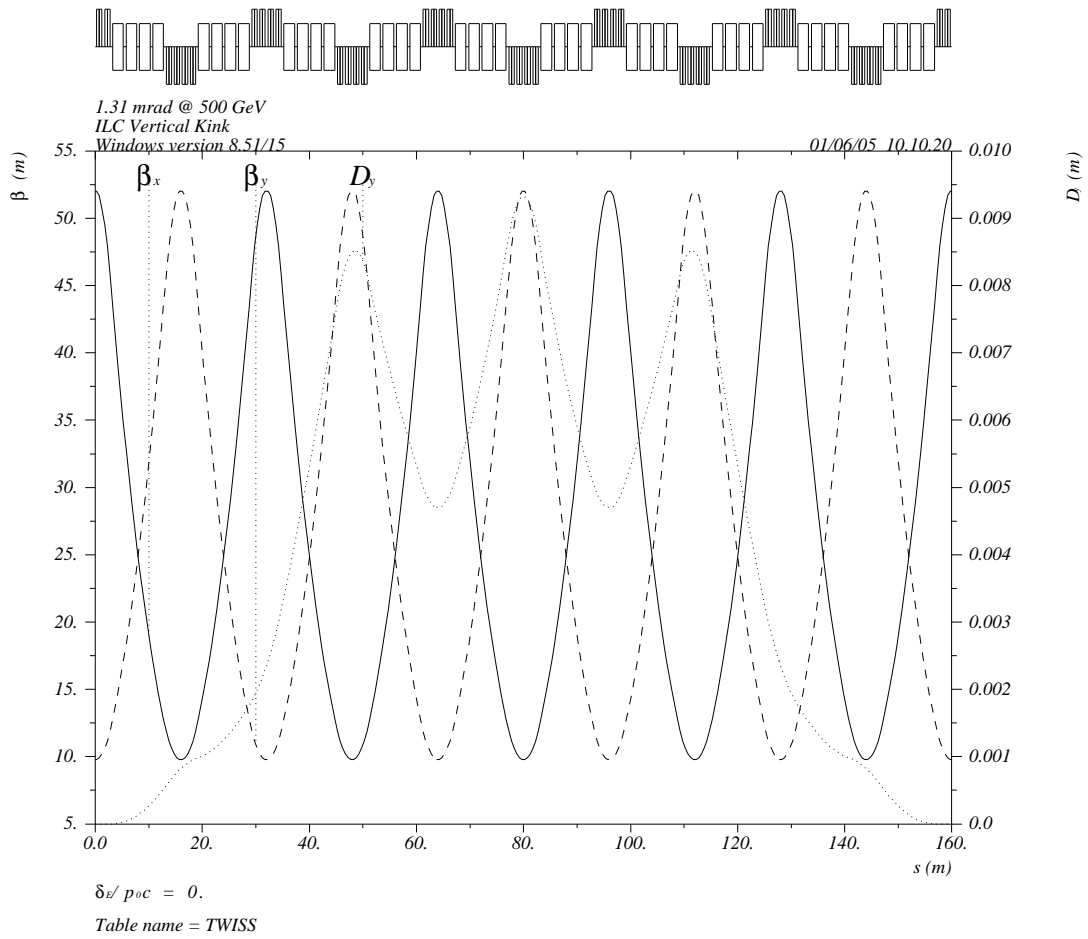 1.31 mrad @ 500 GeV
ILC Vertical Kink
Windows version 8.51/15
01/06/05 10.10.20
β (m)
D (m)
βx
βy
Dy
55.
50.
45.
40.
35.
30.
25.
20.
15.
10.
5.
0.010
0.009
0.008
0.007
0.006
0.005
0.004
0.003
0.002
0.001
0.0
0.0 20. 40. 60. 80. 100. 120. 140. 160.
s (m)
δE/ p0c = 0.
Table name = TWISS